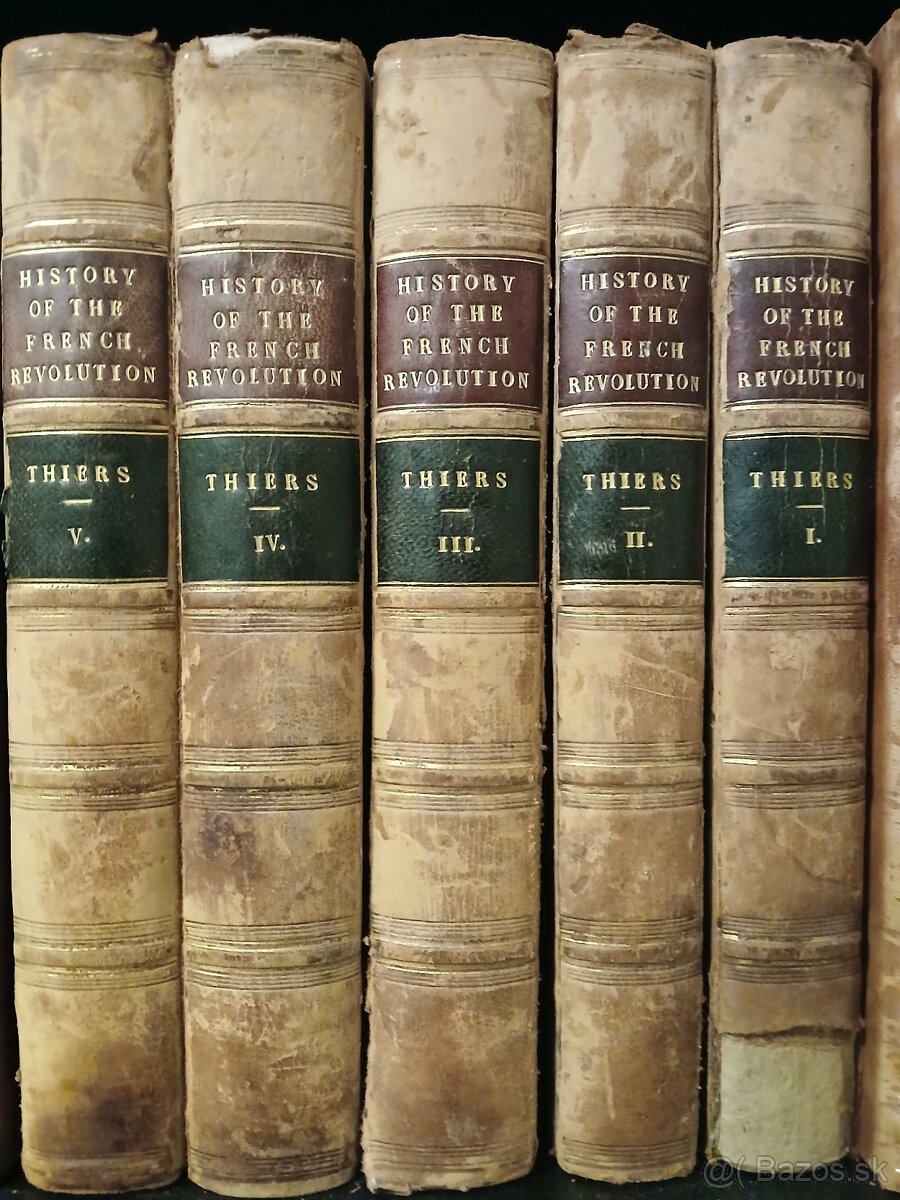 HISTORY
OF THE
FRENCH
REVOLUTION
THIERS
V.
HISTORY
OF THE
FRENCH
REVOLUTION
THIERS
IV.
HISTORY
OF THE
FRENCH
REVOLUTION
THIERS
III.
HISTORY
OF THE
FRENCH
REVOLUTION
THIERS
II.
HISTORY
OF THE
FRENCH
REVOLUTION
THIERS
I.
@( Bazos.sk